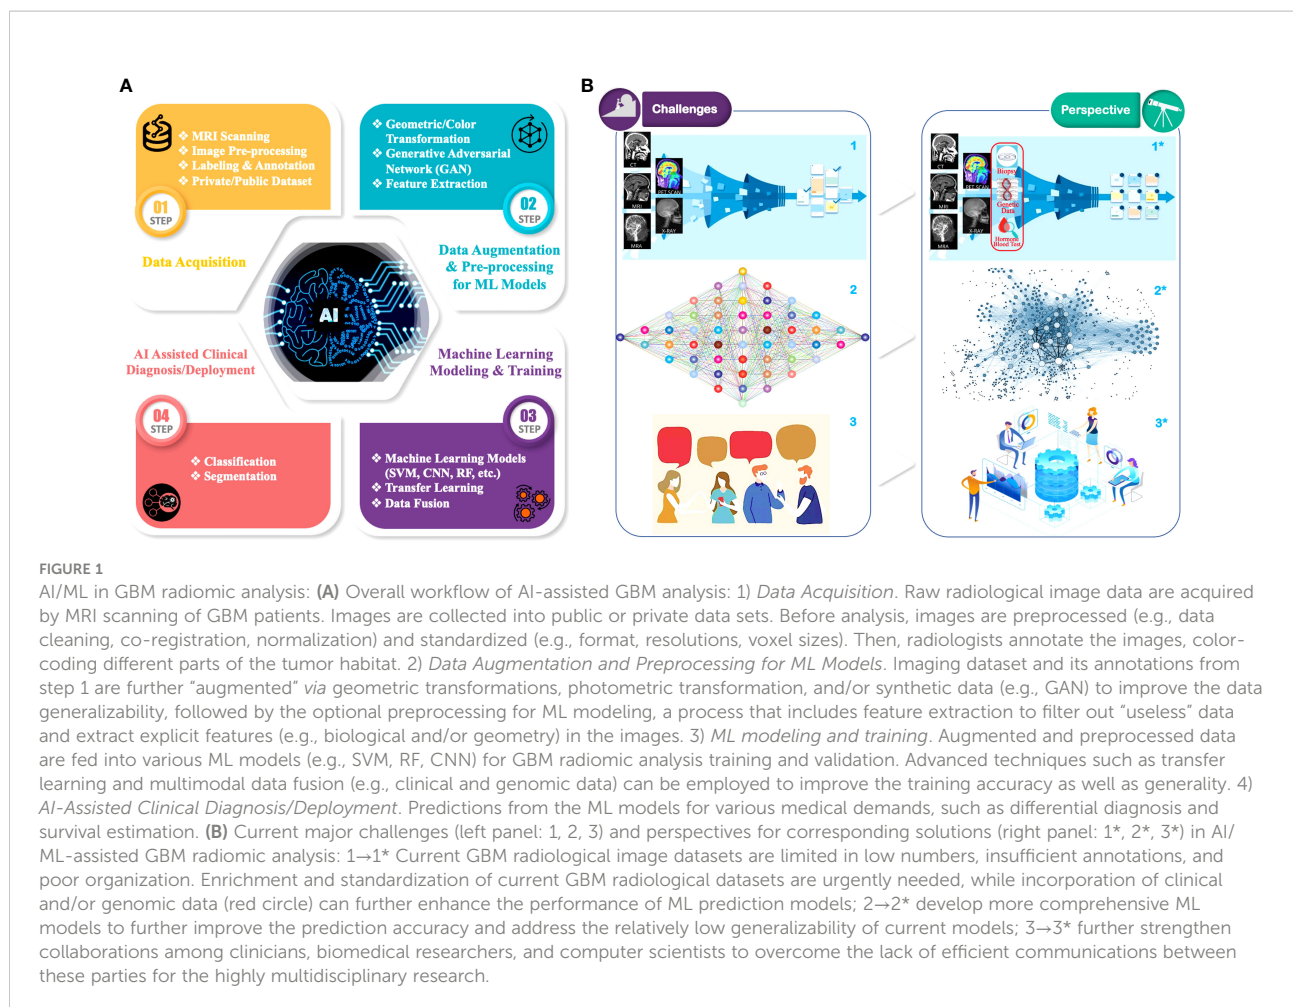 A
MRI Scanning
Image Pre-processing
Labeling & Annotation
Private/Public Dataset
01
STEP
Data Acquisition
Geometric/Color
Transformation
Generative Adversarial
Network (GAN)
Feature Extraction
02
STEP
Data Augmentation
& Pre-processing
for ML Models
AI
AI Assisted Clinical
Diagnosis/Deployment
04
STEP
Classification
Segmentation
Machine Learning
Modeling & Training
03
STEP
Machine Learning Models
(SVM, CNN, RF, etc.)
Transfer Learning
Data Fusion
B
Challenges
1
CT
PET SCAN
MRI
X-RAY
MRA
2
3
Perspective
1*
CT
PET SCAN
MRI
X-RAY
MRA
Biopsy
Genetic
Data
Hormone
Blood Test
2*
3*
FIGURE 1
AI/ML in GBM radiomic analysis: (A) Overall workflow of AI-assisted GBM analysis: 1) Data Acquisition. Raw radiological image data are acquired
by MRI scanning of GBM patients. Images are collected into public or private data sets. Before analysis, images are preprocessed (e.g., data
cleaning, co-registration, normalization) and standardized (e.g., format, resolutions, voxel sizes). Then, radiologists annotate the images, color-
coding different parts of the tumor habitat. 2) Data Augmentation and Preprocessing for ML Models. Imaging dataset and its annotations from
step 1 are further “augmented” via geometric transformations, photometric transformation, and/or synthetic data (e.g., GAN) to improve the data
generalizability, followed by the optional preprocessing for ML modeling, a process that includes feature extraction to filter out “useless” data
and extract explicit features (e.g., biological and/or geometry) in the images. 3) ML modeling and training. Augmented and preprocessed data
are fed into various ML models (e.g., SVM, RF, CNN) for GBM radiomic analysis training and validation. Advanced techniques such as transfer
learning and multimodal data fusion (e.g., clinical and genomic data) can be employed to improve the training accuracy as well as generality. 4)
AI-Assisted Clinical Diagnosis/Deployment. Predictions from the ML models for various medical demands, such as differential diagnosis and
survival estimation. (B) Current major challenges (left panel: 1, 2, 3) and perspectives for corresponding solutions (right panel: 1*, 2*, 3*) in AI/
ML-assisted GBM radiomic analysis: 1→1* Current GBM radiological image datasets are limited in low numbers, insufficient annotations, and
poor organization. Enrichment and standardization of current GBM radiological datasets are urgently needed, while incorporation of clinical
and/or genomic data (red circle) can further enhance the performance of ML prediction models; 2→2* develop more comprehensive ML
models to further improve the prediction accuracy and address the relatively low generalizability of current models; 3→3* further strengthen
collaborations among clinicians, biomedical researchers, and computer scientists to overcome the lack of efficient communications between
these parties for the highly multidisciplinary research.